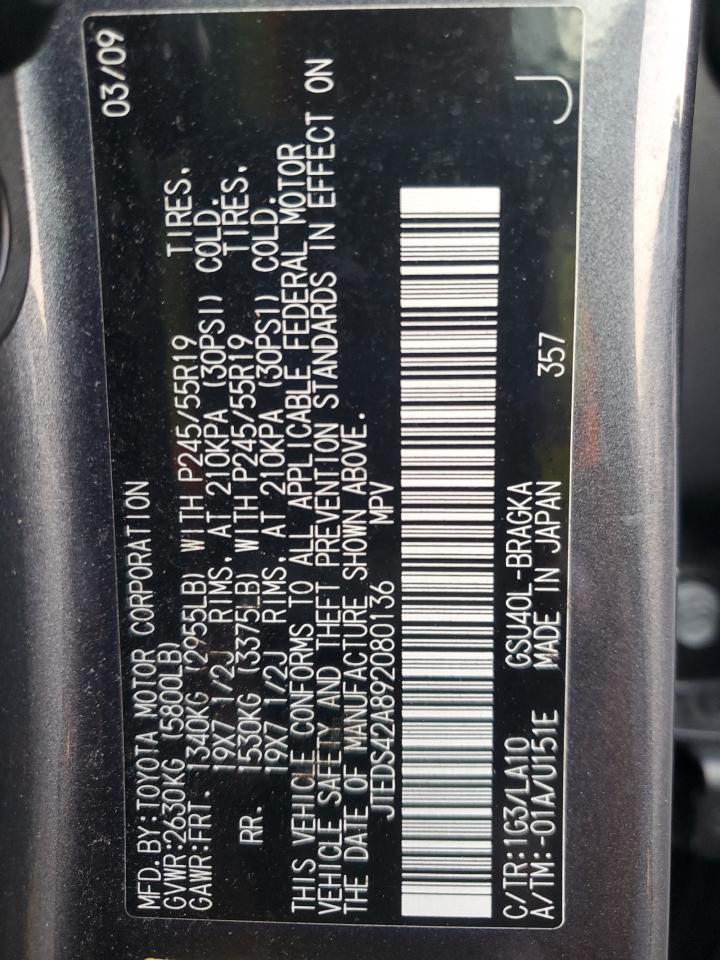 MFD.BY:TOYOTA MOTOR CORPORATION 03/09
GVWR:2630KG (5800LB)
GAWR:FRT. 1340KG (2955LB) WITH P245/55R19 TIRES,
19X7 1/2J RIMS, AT 210KPA (30PSI) COLD.
RR. 1530KG (3375LB) WITH P245/55R19 TIRES,
19X7 1/2J RIMS, AT 210KPA (30PSI) COLD.
THIS VEHICLE CONFORMS TO ALL APPLICABLE FEDERAL MOTOR
VEHICLE SAFETY AND THEFT PREVENTION STANDARDS IN EFFECT ON
THE DATE OF MANUFACTURE SHOWN ABOVE.
JTEDS42A892080136 MPV
C/TR:1G3/LA10 GSU40L-BRAGKA
A/TM:-01A/U151E MADE IN JAPAN 357 J